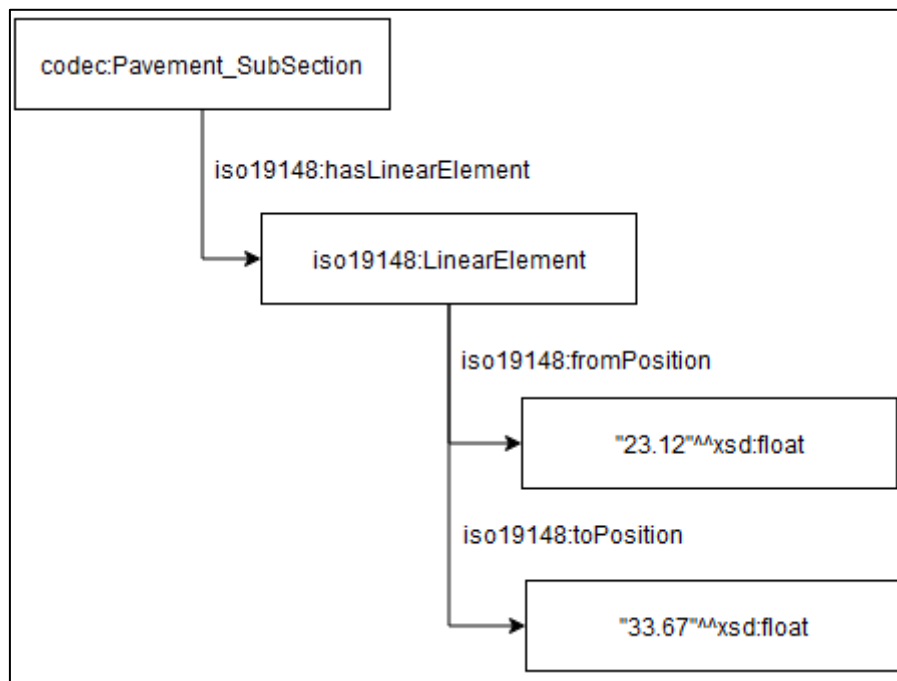 codec:Pavement_SubSection
iso19148:hasLinearElement
iso19148:LinearElement
iso19148:fromPosition
"23.12"^^xsd:float
iso19148:toPosition
"33.67"^^xsd:float